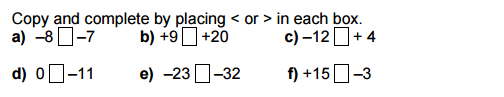 Copy and complete by placing < or > in each box.
a) –8 □ –7 b) +9 □ +20 c) –12 □ + 4
d) 0 □ –11 e) –23 □ –32 f) +15 □ –3